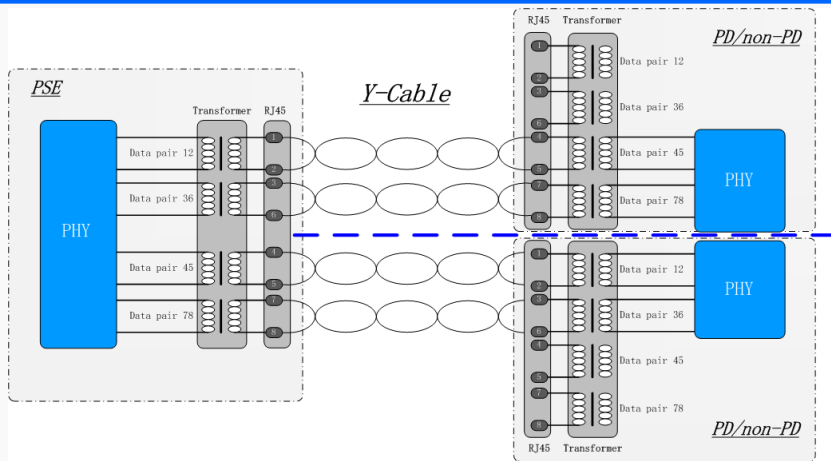 RJ45 Transformer
PD/non-PD
1
Data pair 12
2
3
Data pair 36
6
4
Data pair 45
5
7
Data pair 78
8
PHY
PSE
Y-Cable
Transformer RJ45
PHY
Data pair 12
1
2
Data pair 36
3
6
Data pair 45
4
5
Data pair 78
7
8
1
Data pair 12
2
3
Data pair 36
6
4
Data pair 45
5
7
Data pair 78
8
PHY
PD/non-PD
RJ45 Transformer